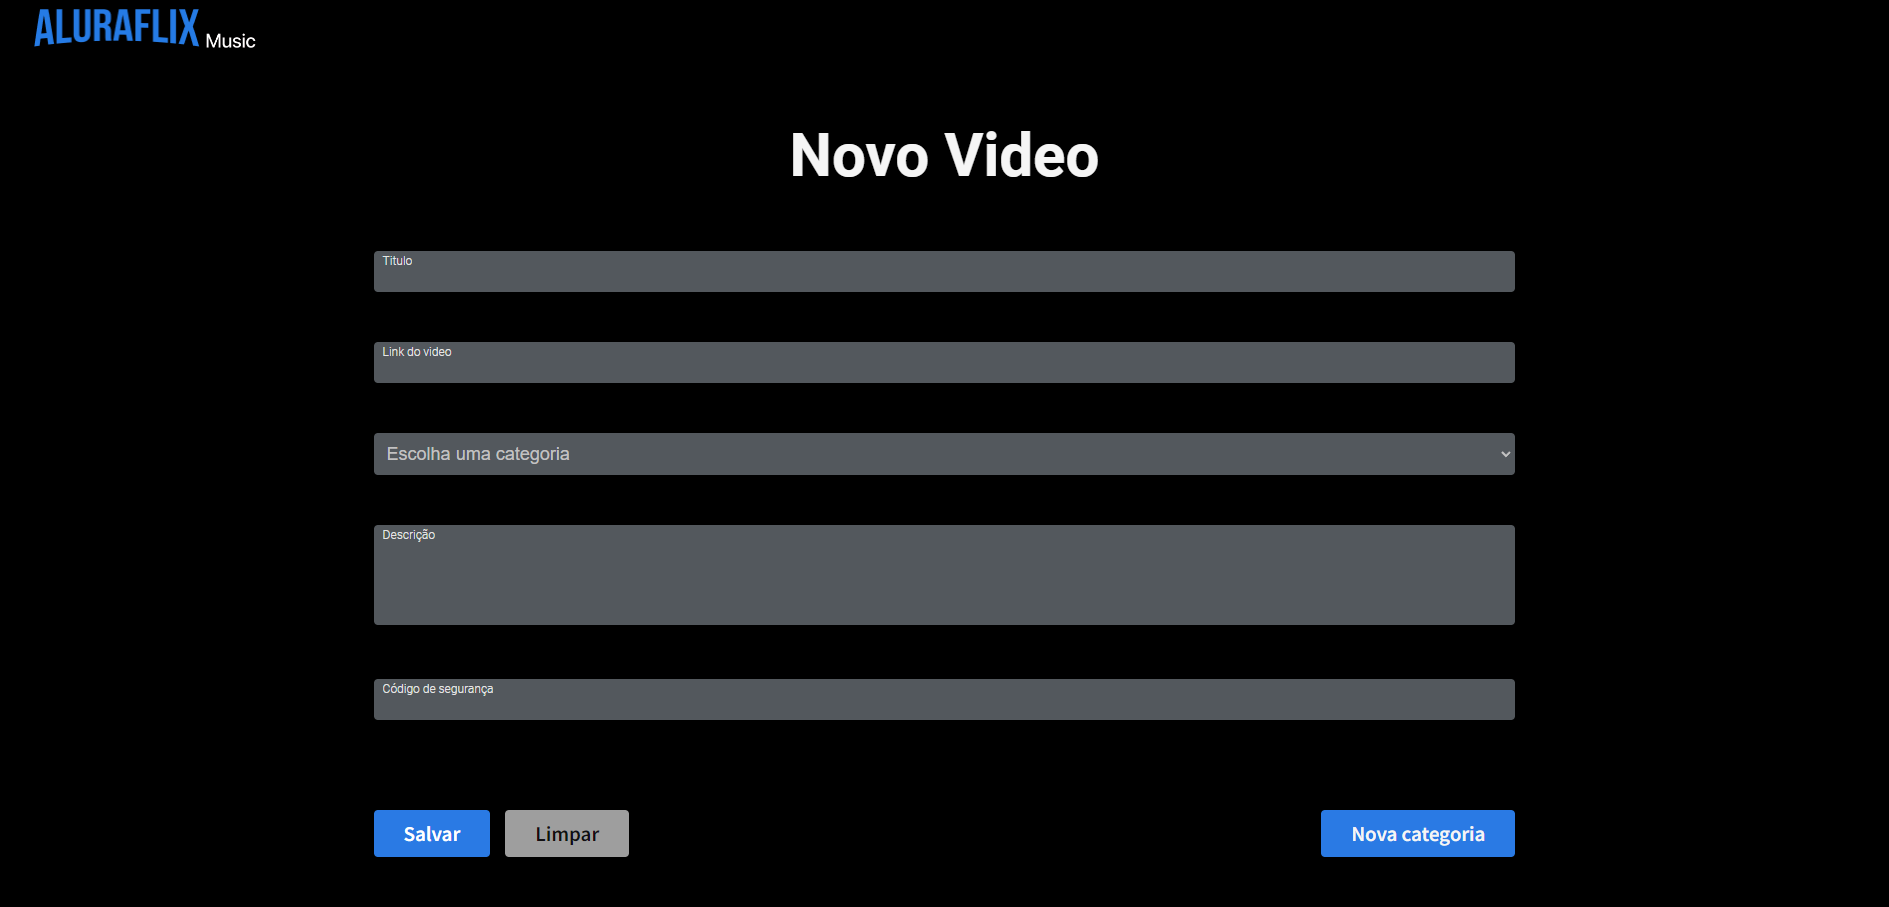 ALURAFLIX Music
Novo Video
Titulo
Link do video
Escolha uma categoria
Descrição
Código de segurança
Salvar
Limpar
Nova categoria